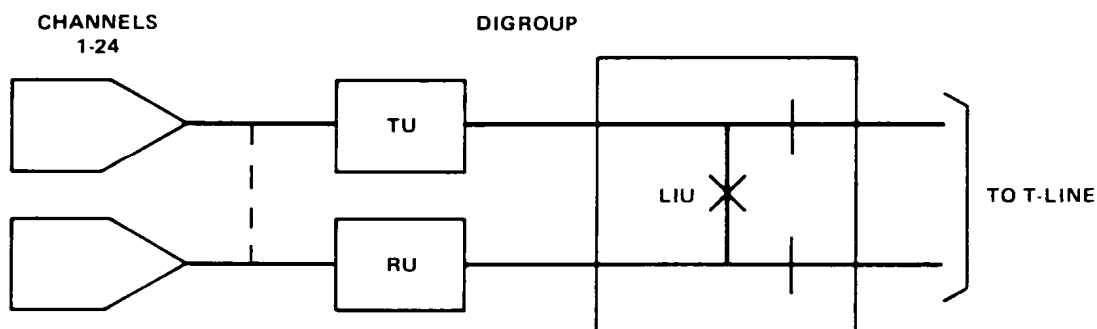 CHANNELS
1-24
DIGROUP
TU
LIU
TO T-LINE
RU